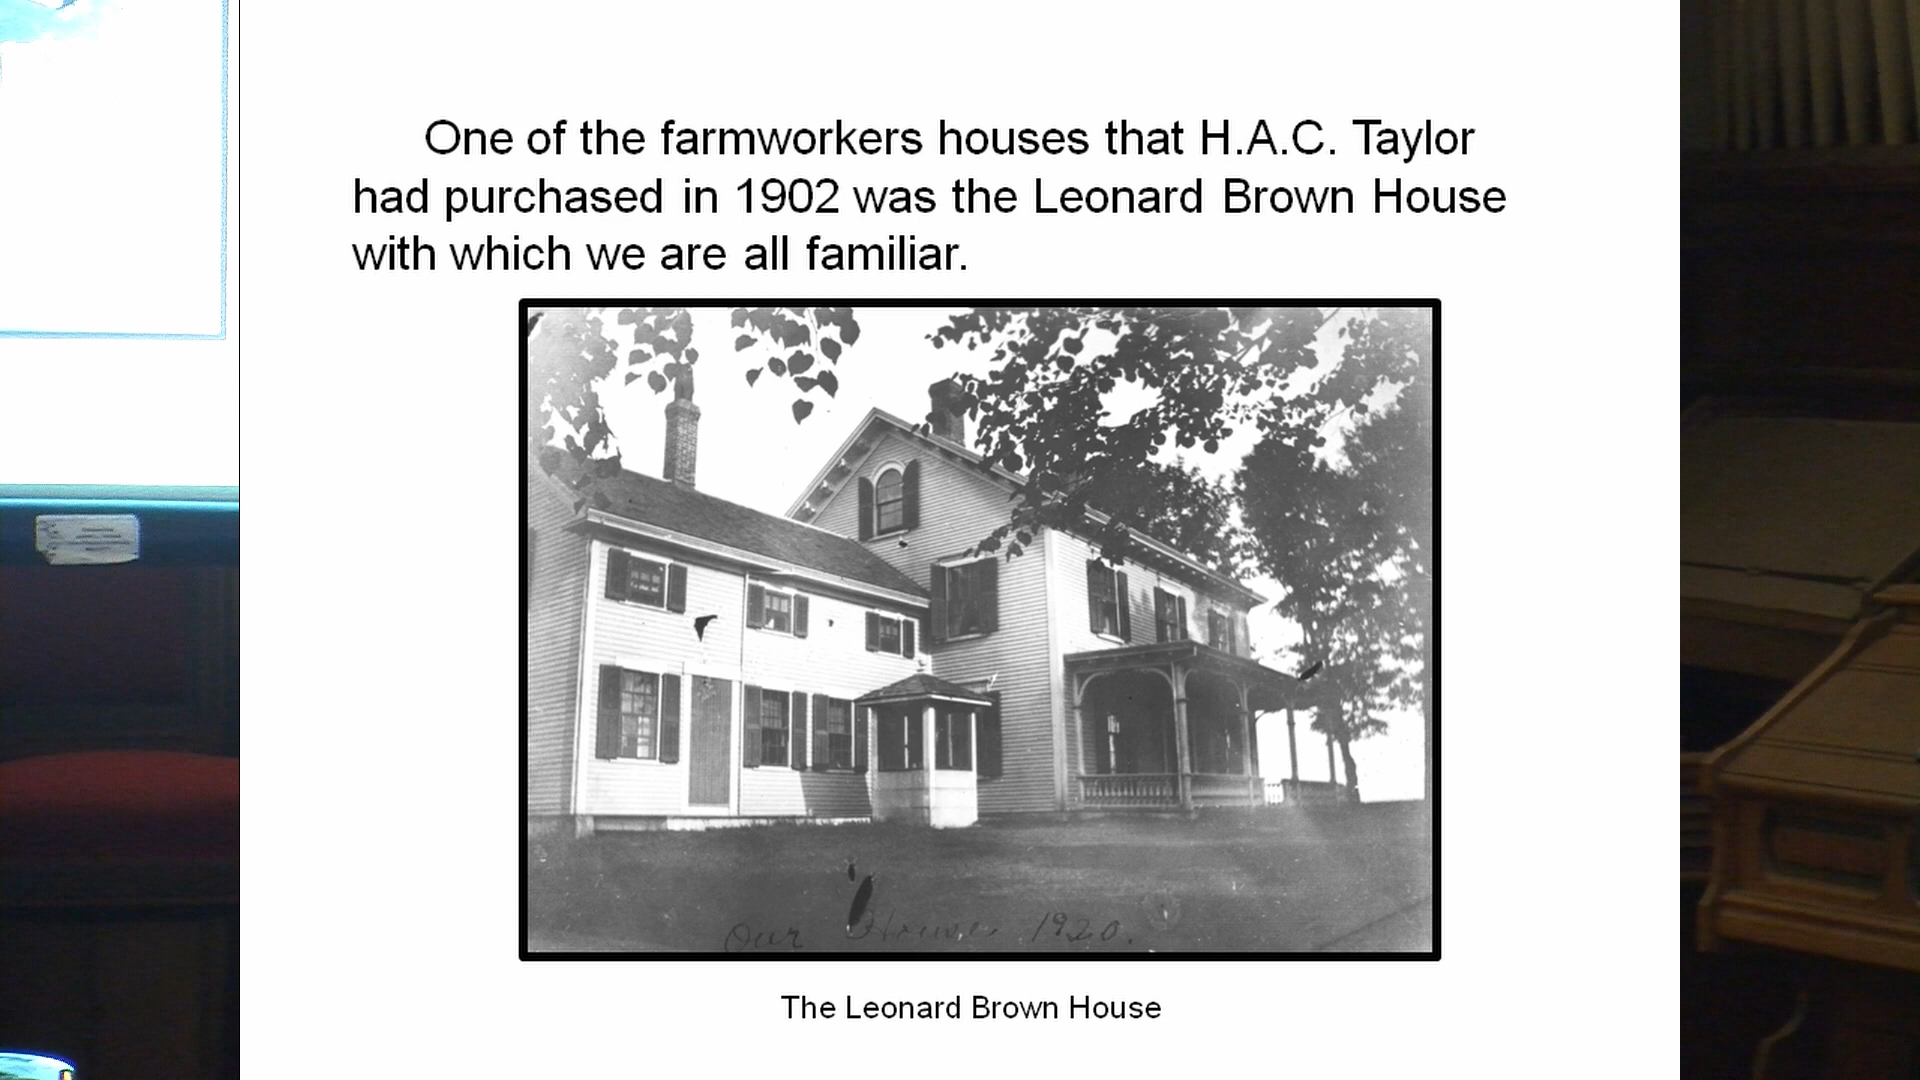 One of the farmworkers houses that H.A.C. Taylor
had purchased in 1902 was the Leonard Brown House
with which we are all familiar.
Our House. 1920.
The Leonard Brown House